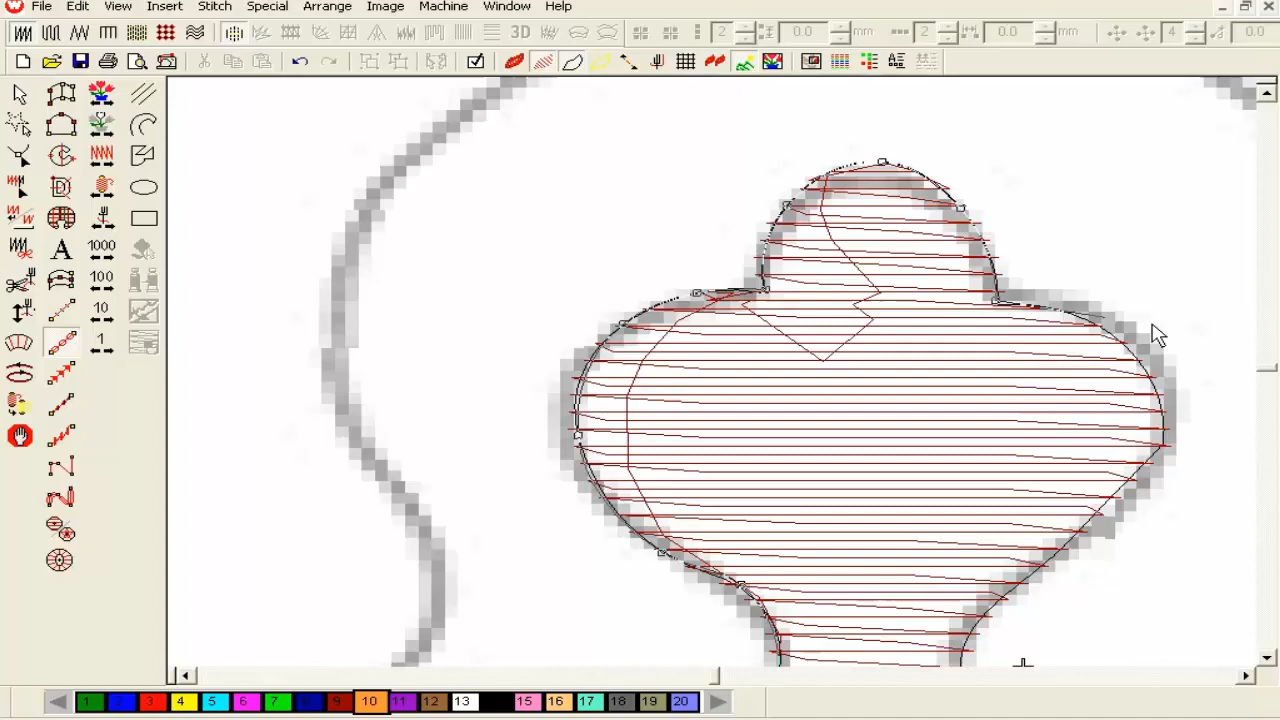 File Edit View Insert Stitch Special Arrange Image Machine Window Help
3D 2 0.0 mm 2 0.0 mm 4 0.0
A 1000
100
10
1
1 2 3 4 5 6 7 9 10 11 12 13 15 16 17 18 19 20